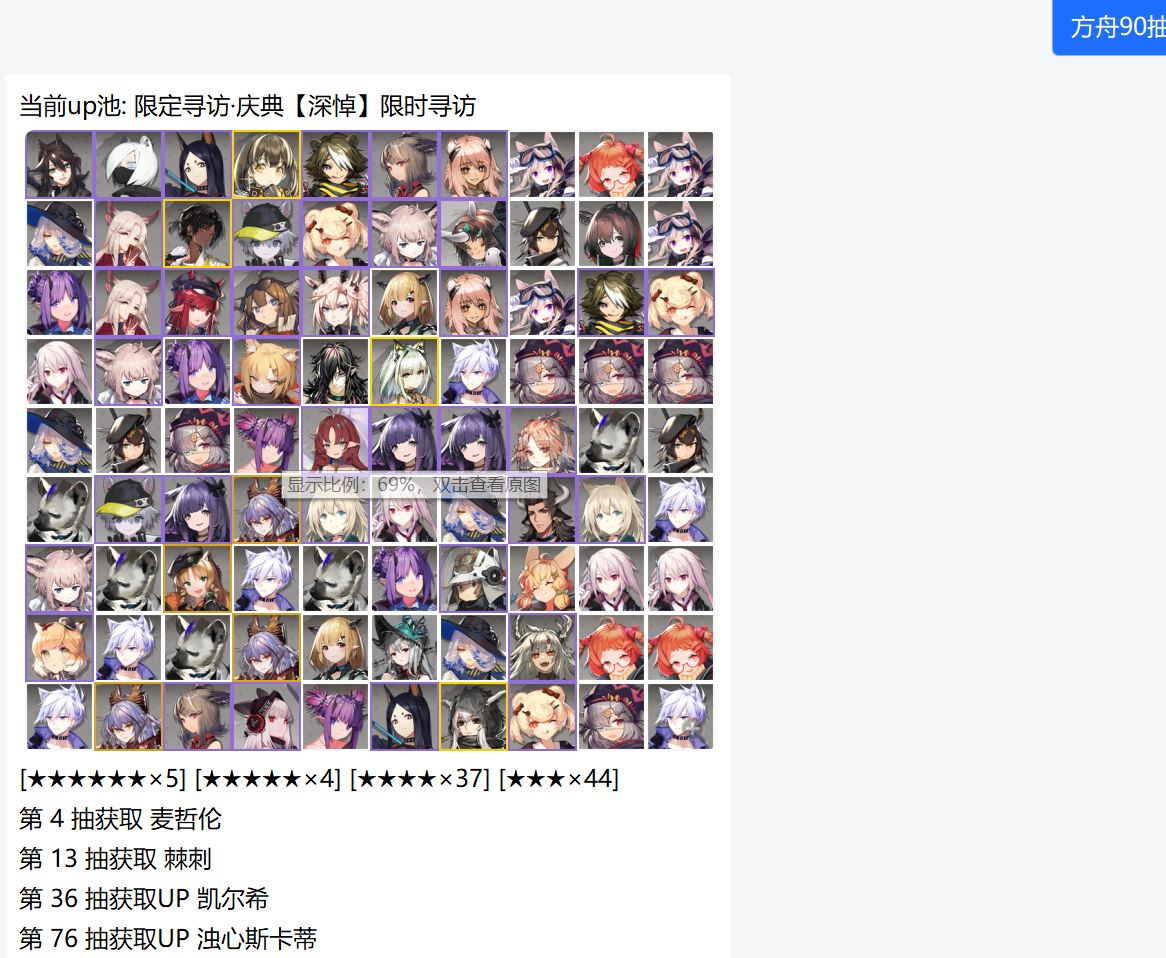 方舟90抽
当前up池: 限定寻访·庆典【深悼】限时寻访
显示比例：69%，双击查看原图
[★★★★★★×5] [★★★★★×4] [★★★★×37] [★★★×44]
第 4 抽获取 麦哲伦
第 13 抽获取 棘刺
第 36 抽获取UP 凯尔希
第 76 抽获取UP 浊心斯卡蒂